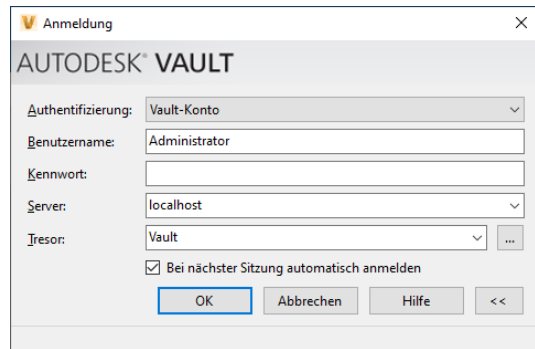 Anmeldung
AUTODESK® VAULT
Authentifizierung: Vault-Konto
Benutzername: Administrator
Kennwort:
Server: localhost
Tresor: Vault ...
Bei nächster Sitzung automatisch anmelden
OK Abbrechen Hilfe <<